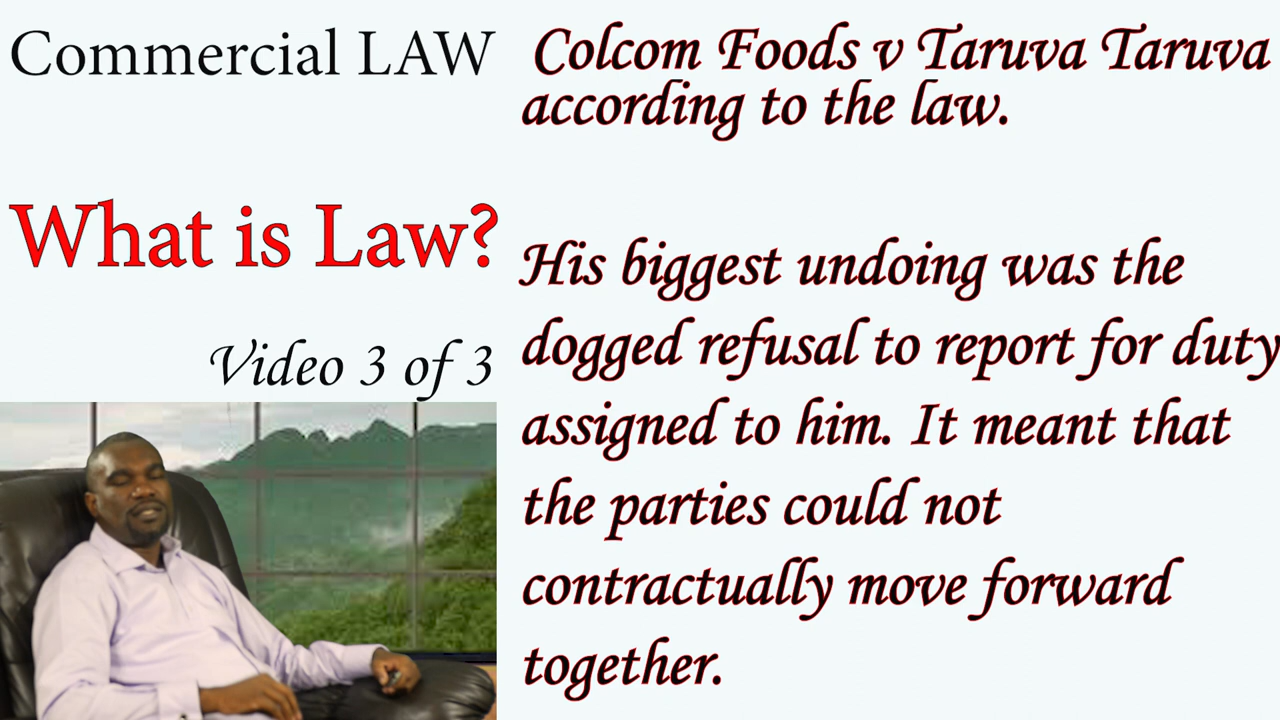 Commercial LAW
What is Law?
Video 3 of 3
Colcom Foods v Taruva Taruva
according to the law.
His biggest undoing was the
dogged refusal to report for duty
assigned to him. It meant that
the parties could not
contractually move forward
together.